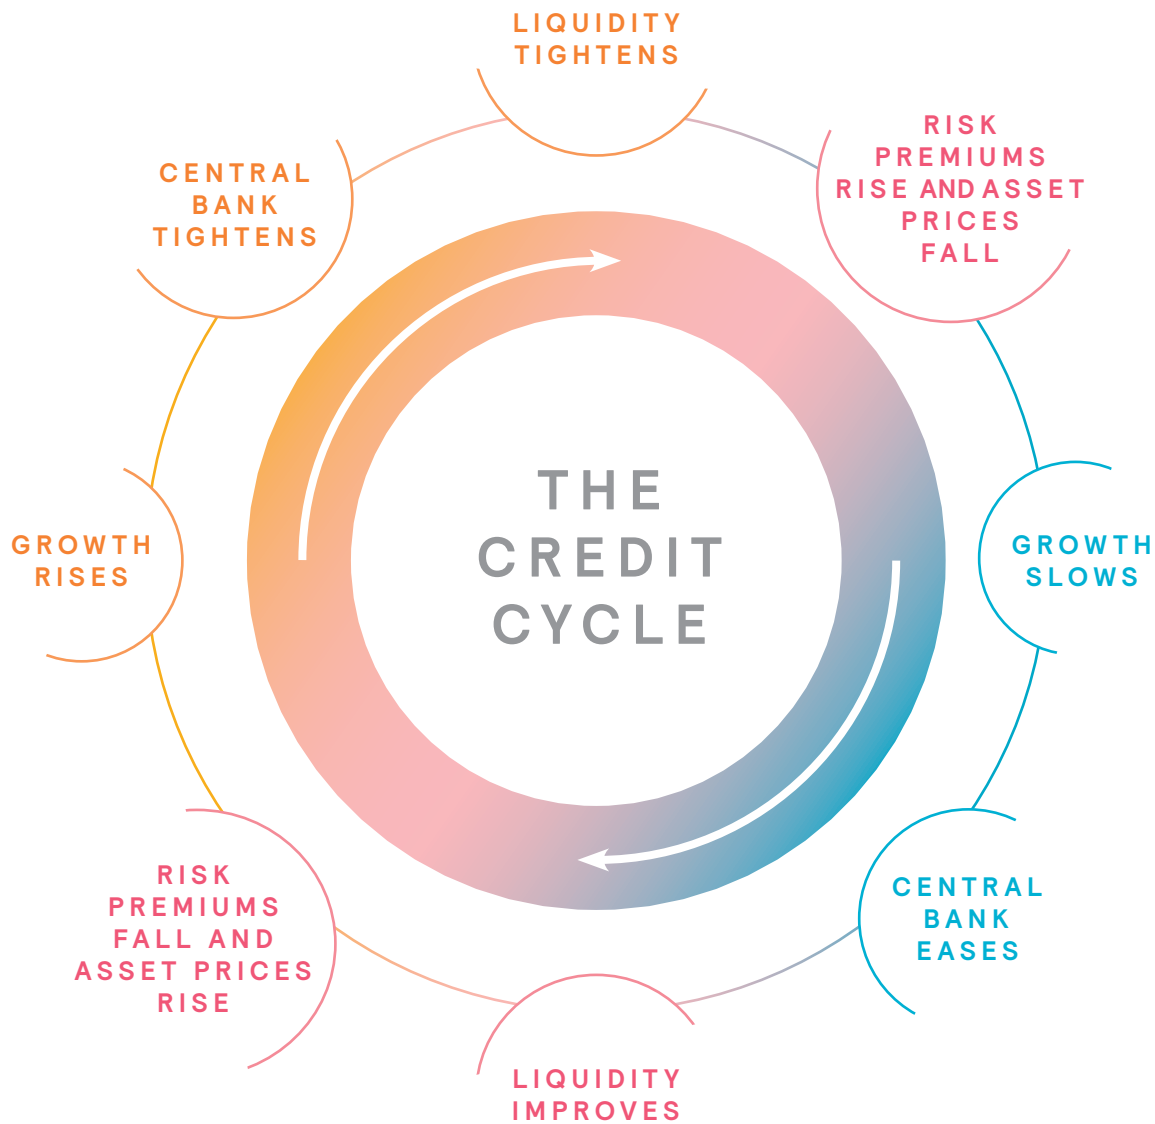 LIQUIDITY
TIGHTENS
RISK
PREMIUMS
RISE AND ASSET
PRICES
FALL
GROWTH
SLOWS
CENTRAL
BANK
EASES
LIQUIDITY
IMPROVES
RISK
PREMIUMS
FALL AND
ASSET PRICES
RISE
GROWTH
RISES
CENTRAL
BANK
TIGHTENS
THE
CREDIT
CYCLE